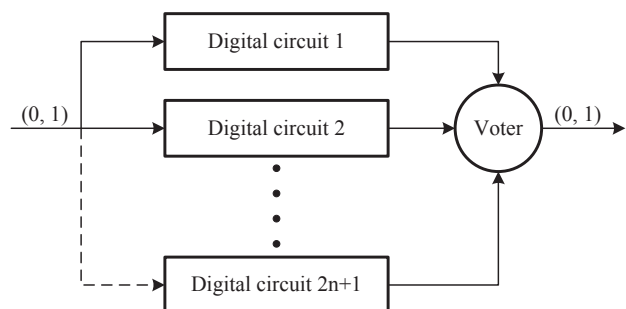 Digital circuit 1
(0, 1)
Digital circuit 2
Voter
(0, 1)
Digital circuit 2n+1